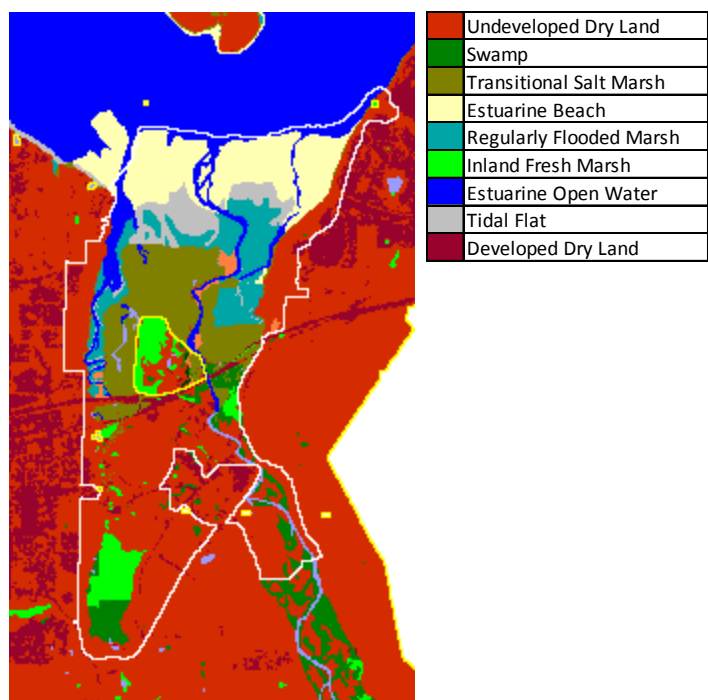 Undeveloped Dry Land
Swamp
Transitional Salt Marsh
Estuarine Beach
Regularly Flooded Marsh
Inland Fresh Marsh
Estuarine Open Water
Tidal Flat
Developed Dry Land